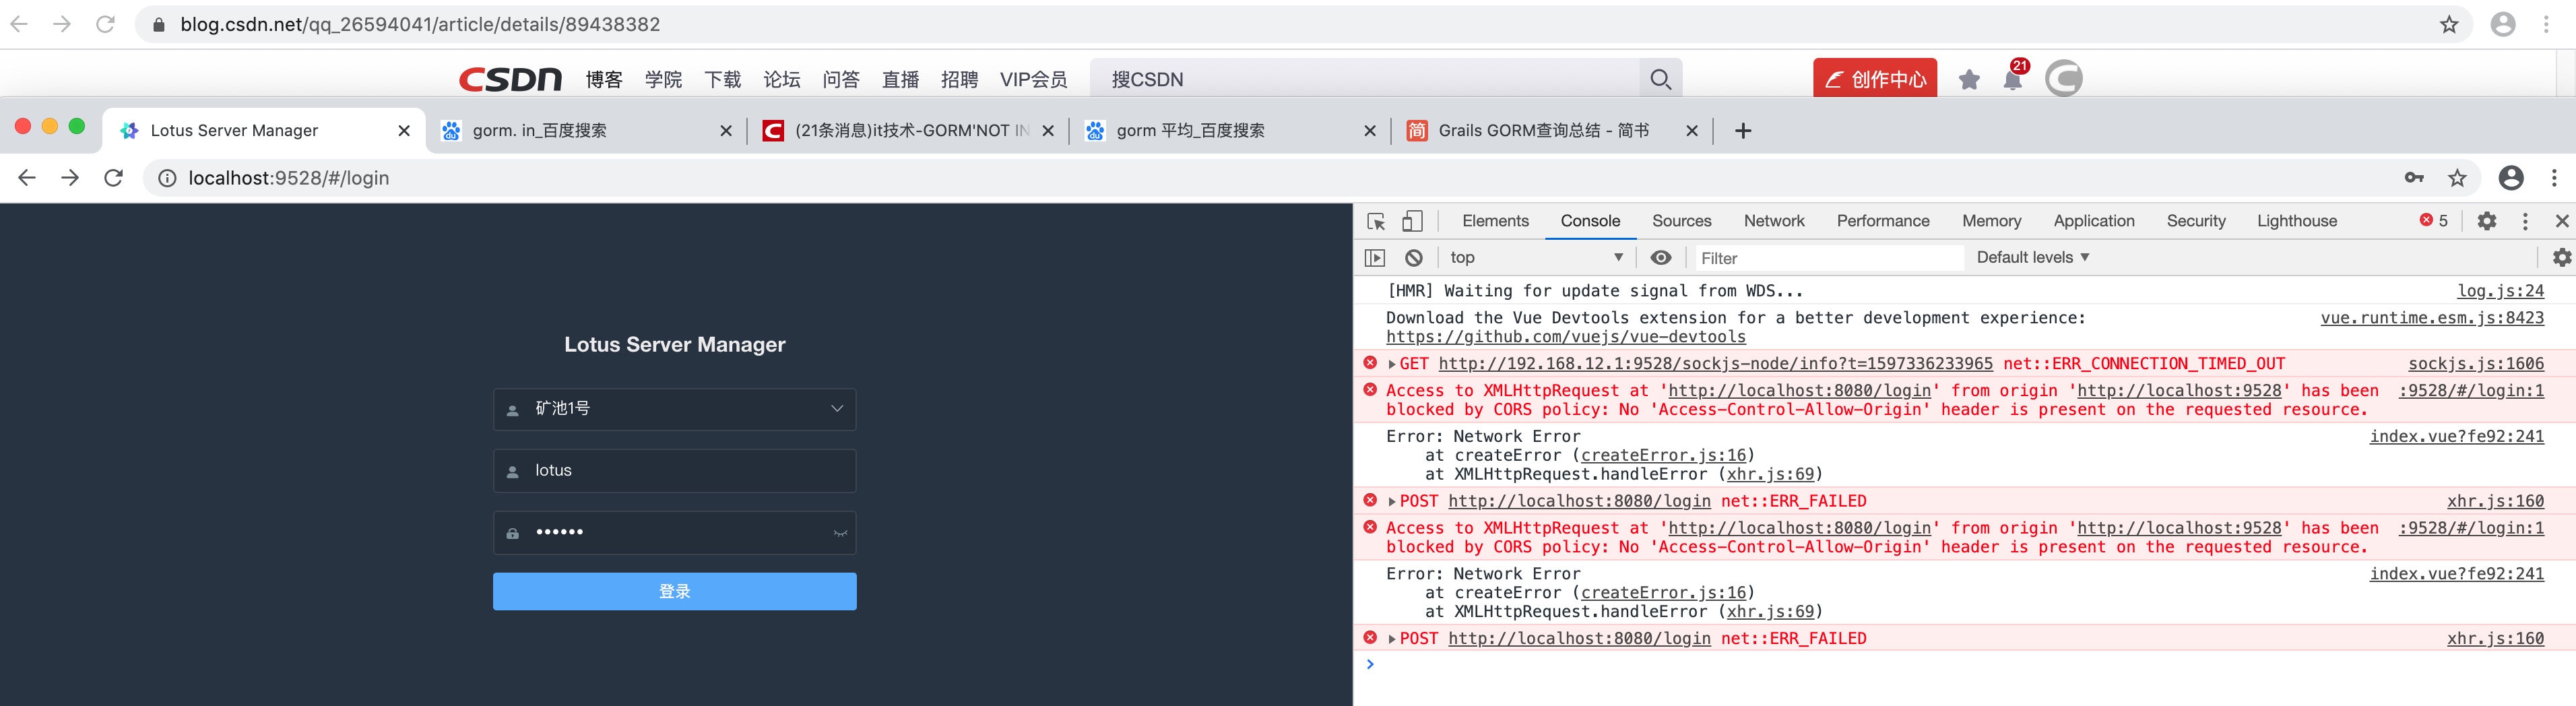 blog.csdn.net/qq_26594041/article/details/89438382
CSDN 博客 学院 下载 论坛 问答 直播 招聘 VIP会员 搜CSDN 创作中心 21
Lotus Server Manager gorm. in_百度搜索 (21条消息)it技术-GORM'NOT IN gorm 平均_百度搜索 简 Grails GORM查询总结 - 简书
localhost:9528/#/login
Elements Console Sources Network Performance Memory Application Security Lighthouse 5
top Filter Default levels
[HMR] Waiting for update signal from WDS... log.js:24
Download the Vue Devtools extension for a better development experience: vue.runtime.esm.js:8423
https://github.com/vuejs/vue-devtools
GET http://192.168.12.1:9528/sockjs-node/info?t=1597336233965 net::ERR_CONNECTION_TIMED_OUT sockjs.js:1606
Access to XMLHttpRequest at 'http://localhost:8080/login' from origin 'http://localhost:9528' has been :9528/#/login:1
blocked by CORS policy: No 'Access-Control-Allow-Origin' header is present on the requested resource.
Error: Network Error index.vue?fe92:241
at createError (createError.js:16)
at XMLHttpRequest.handleError (xhr.js:69)
POST http://localhost:8080/login net::ERR_FAILED xhr.js:160
Access to XMLHttpRequest at 'http://localhost:8080/login' from origin 'http://localhost:9528' has been :9528/#/login:1
blocked by CORS policy: No 'Access-Control-Allow-Origin' header is present on the requested resource.
Error: Network Error index.vue?fe92:241
at createError (createError.js:16)
at XMLHttpRequest.handleError (xhr.js:69)
POST http://localhost:8080/login net::ERR_FAILED xhr.js:160
Lotus Server Manager
矿池1号
lotus
••••••
登录